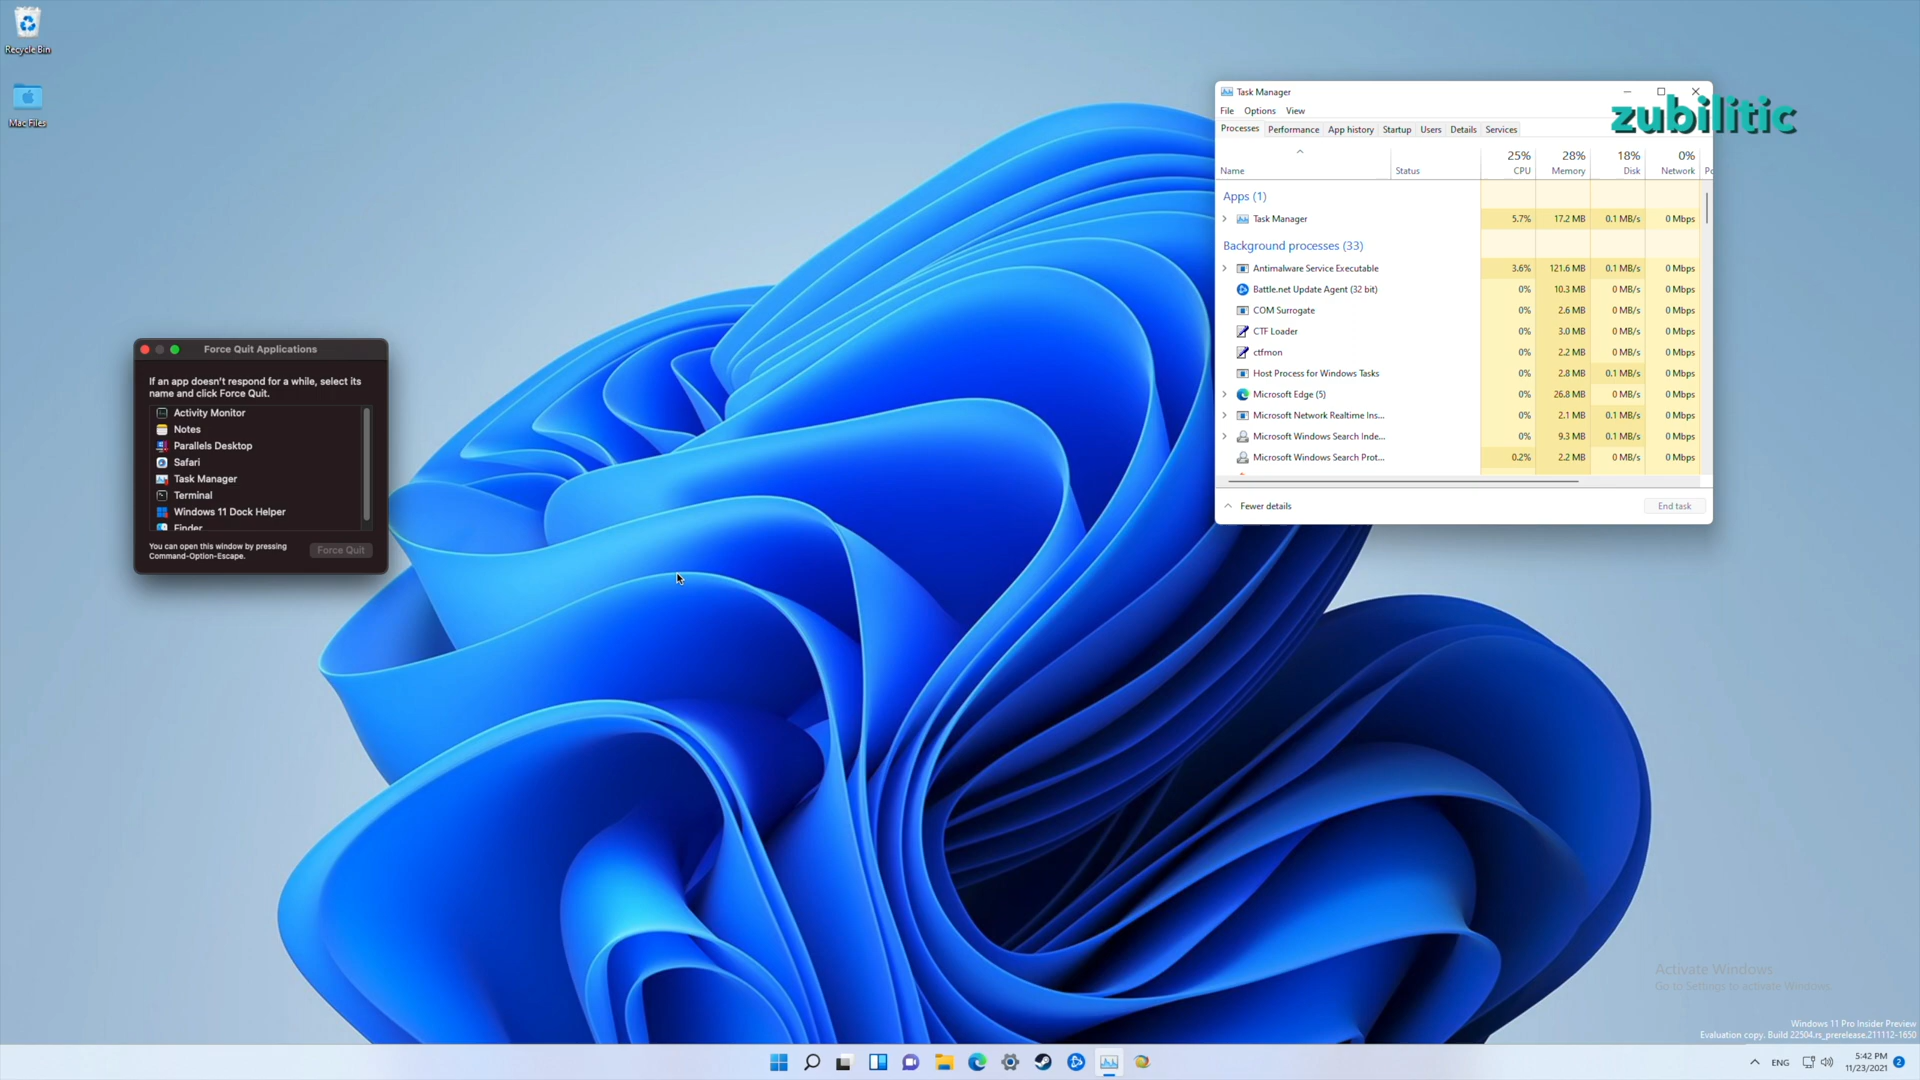 Recycle Bin
Mac Files
Force Quit Applications
If an app doesn't respond for a while, select its
name and click Force Quit.
Activity Monitor
Notes
Parallels Desktop
Safari
Task Manager
Terminal
Windows 11 Dock Helper
Finder
You can open this window by pressing
Command-Option-Escape.
Force Quit
Task Manager
zubilitic
File Options View
Processes Performance App history Startup Users Details Services
25% 28% 18% 0%
Name Status CPU Memory Disk Network Pc
Apps (1)
Task Manager 5.7% 17.2 MB 0.1 MB/s 0 Mbps
Background processes (33)
Antimalware Service Executable 3.6% 121.6 MB 0.1 MB/s 0 Mbps
Battle.net Update Agent (32 bit) 0% 10.3 MB 0 MB/s 0 Mbps
COM Surrogate 0% 2.6 MB 0 MB/s 0 Mbps
CTF Loader 0% 3.0 MB 0 MB/s 0 Mbps
ctfmon 0% 2.2 MB 0 MB/s 0 Mbps
Host Process for Windows Tasks 0% 2.8 MB 0.1 MB/s 0 Mbps
Microsoft Edge (5) 0% 26.8 MB 0 MB/s 0 Mbps
Microsoft Network Realtime Ins... 0% 2.1 MB 0.1 MB/s 0 Mbps
Microsoft Windows Search Inde... 0% 9.3 MB 0.1 MB/s 0 Mbps
Microsoft Windows Search Prot... 0.2% 2.2 MB 0 MB/s 0 Mbps
Fewer details
End task
Activate Windows
Go to Settings to activate Windows.
Windows 11 Pro Insider Preview
Evaluation copy. Build 22504.rs_prerelease.211112-1650
ENG
5:42 PM
11/23/2021
2